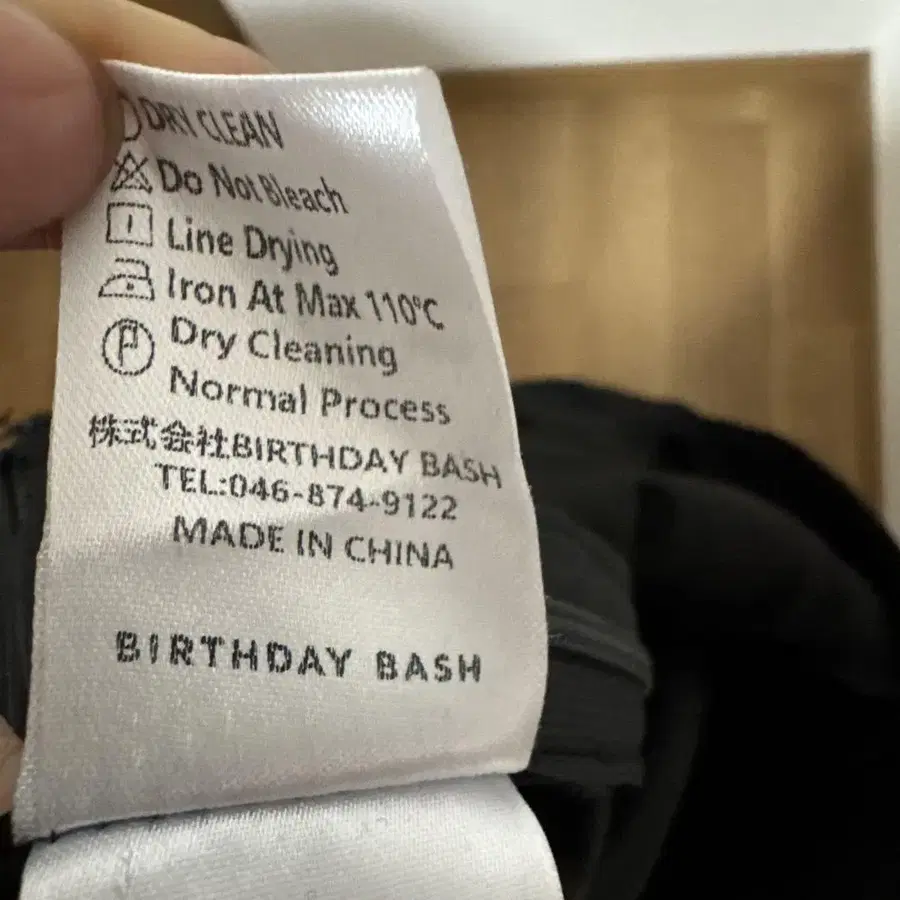 DRY CLEAN
Do Not Bleach
Line Drying
Iron At Max 110°C
Dry Cleaning
Normal Process
株式会社BIRTHDAY BASH
TEL:046-874-9122
MADE IN CHINA
BIRTHDAY BASH